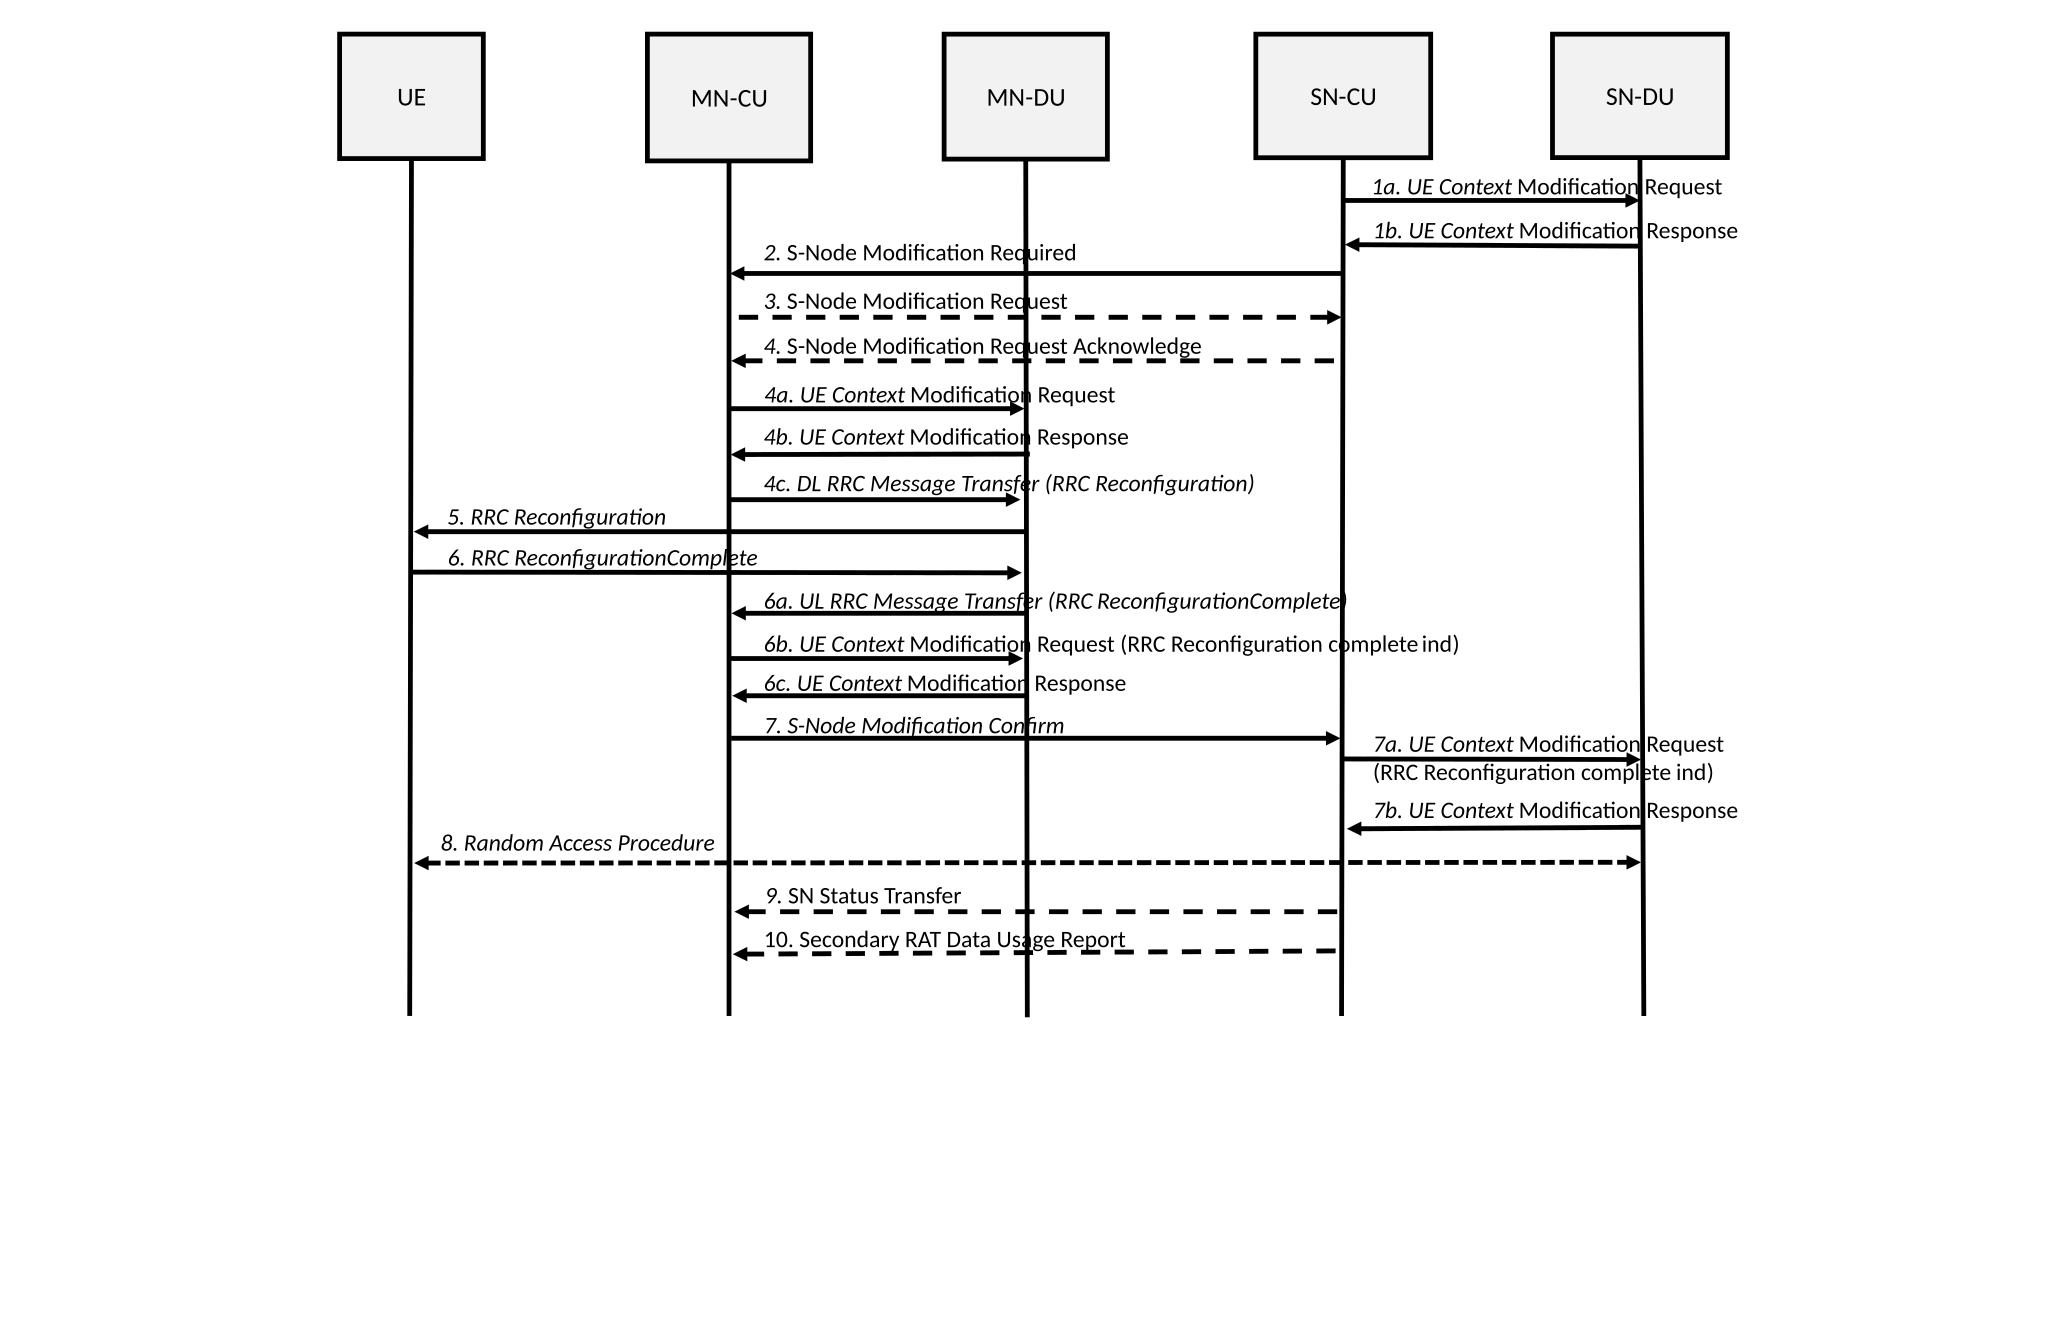 UE
MN-CU
MN-DU
SN-CU
SN-DU
1a. UE Context Modification Request
1b. UE Context Modification Response
2. S-Node Modification Required
3. S-Node Modification Request
4. S-Node Modification Request Acknowledge
4a. UE Context Modification Request
4b. UE Context Modification Response
4c. DL RRC Message Transfer (RRC Reconfiguration)
5. RRC Reconfiguration
6. RRC ReconfigurationComplete
6a. UL RRC Message Transfer (RRC ReconfigurationComplete)
6b. UE Context Modification Request (RRC Reconfiguration complete ind)
6c. UE Context Modification Response
7. S-Node Modification Confirm
7a. UE Context Modification Request
(RRC Reconfiguration complete ind)
7b. UE Context Modification Response
8. Random Access Procedure
9. SN Status Transfer
10. Secondary RAT Data Usage Report